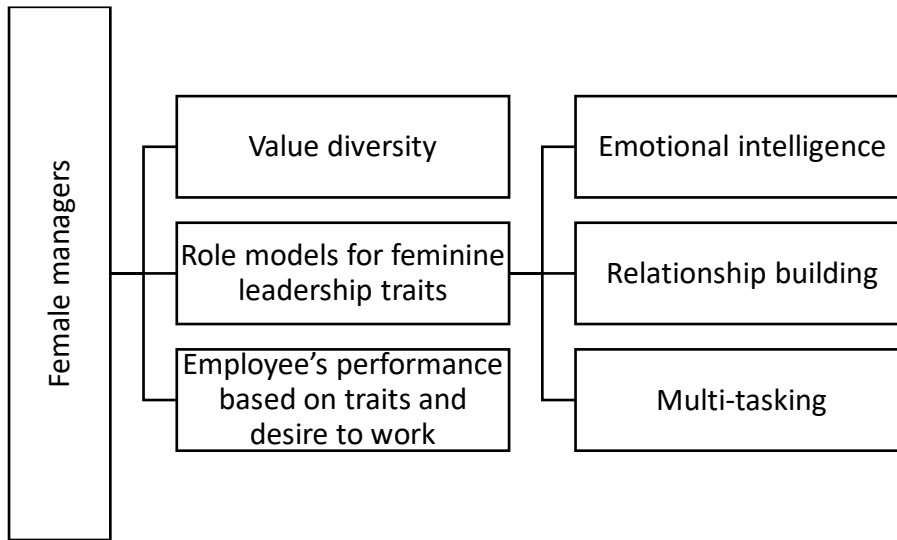 Female managers
Value diversity
Role models for feminine
leadership traits
Employee’s performance
based on traits and
desire to work
Emotional intelligence
Relationship building
Multi-tasking